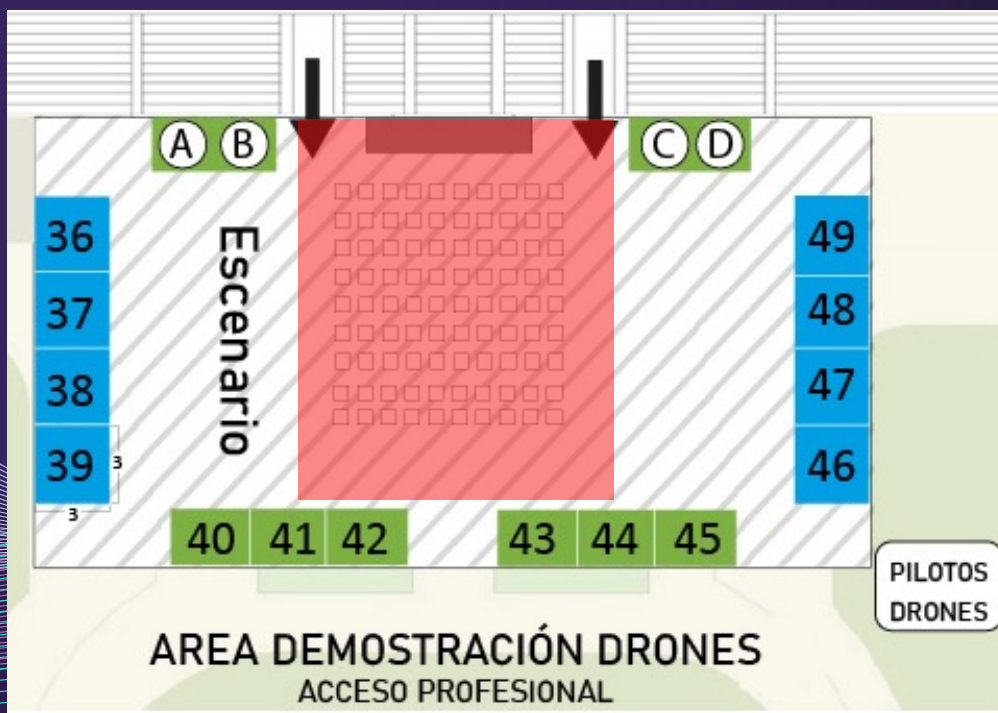 A B
C D
36
37
38
39
3
3
Escenario
49
48
47
46
40 41 42
43 44 45
PILOTOS
DRONES
AREA DEMOSTRACIÓN DRONES
ACCESO PROFESIONAL